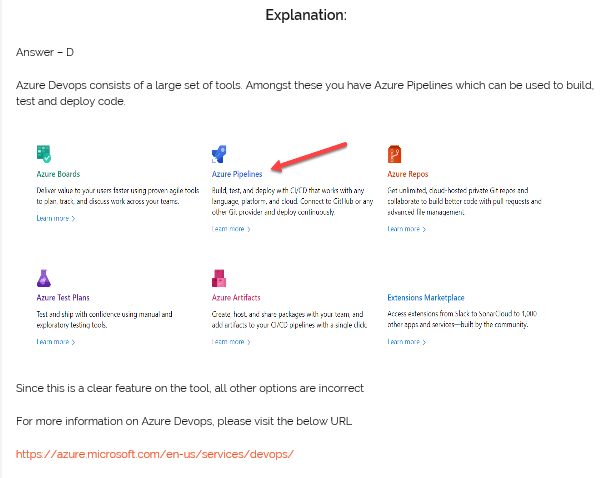 Explanation:
Answer – D
Azure Devops consists of a large set of tools. Amongst these you have Azure Pipelines which can be used to build,
test and deploy code.
Azure Boards
Deliver value to your users faster using proven agile tools
to plan, track, and discuss work across your teams.
Learn more >
Azure Pipelines
Build, test, and deploy with CI/CD that works with any
language, platform, and cloud. Connect to GitHub or any
other Git provider and deploy continuously.
Learn more >
Azure Repos
Get unlimited, cloud-hosted private Git repos and
collaborate to build better code with pull requests and
advanced file management.
Learn more >
Azure Test Plans
Test and ship with confidence using manual and
exploratory testing tools.
Learn more >
Azure Artifacts
Create, host, and share packages with your team, and
add artifacts to your CI/CD pipelines with a single click.
Learn more >
Extensions Marketplace
Access extensions from Slack to SonarCloud to 1,000
other apps and services—built by the community.
Learn more >
Since this is a clear feature on the tool, all other options are incorrect
For more information on Azure Devops, please visit the below URL
https://azure.microsoft.com/en-us/services/devops/